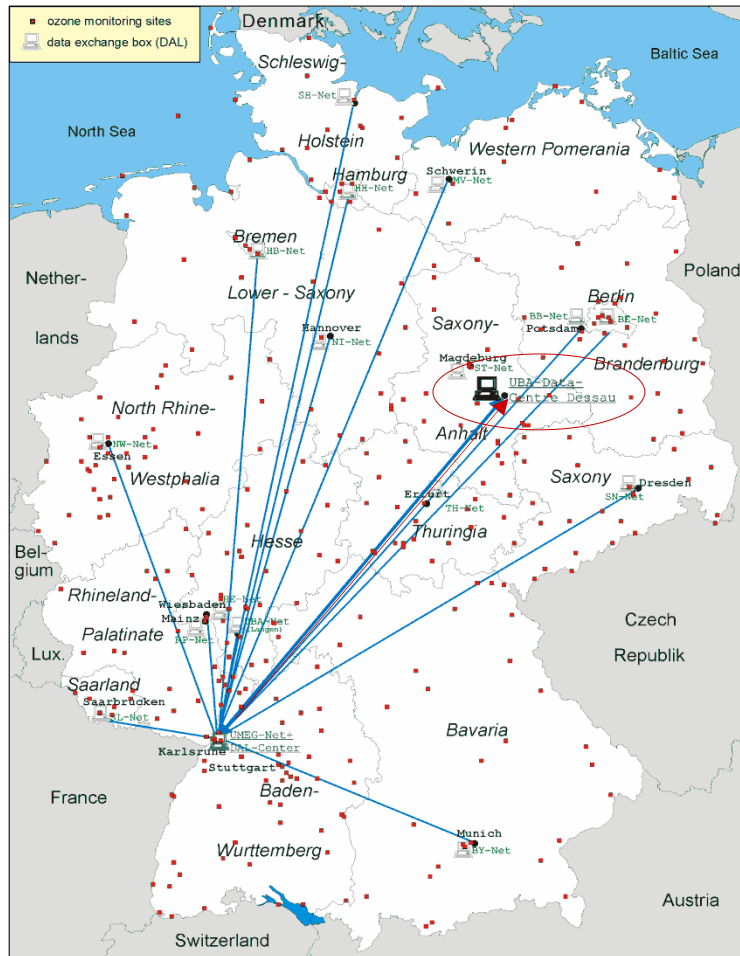 ozone monitoring sites
data exchange box (DAL)
Denmark
Baltic Sea
Schleswig-
SH-Net
North Sea
Holstein
Western Pomerania
Hamburg
HH-Net
Schwerin
MV-Net
Bremen
HB-Net
Nether-
lands
Poland
Lower - Saxony
Berlin
BB-Net
BE-Net
Potsdam
Hannover
NI-Net
Saxony-
Magdeburg
ST-Net
Brandenburg
UBA-Data-
Centre Dessau
North Rhine-
Anhalt
NW-Net
Essen
Westphalia
Saxony
Dresden
SN-Net
Erfurt
TH-Net
Thuringia
Hesse
Bel-
gium
Rhineland-
HE-Net
Wiesbaden
Mainz
UBA-Net
(Langen)
RP-Net
Palatinate
Czech
Republik
Lux.
Saarland
Saarbrücken
SL-Net
Bavaria
UMEG-Net+
DAL-Center
Karlsruhe
Stuttgart
Baden-
France
Munich
BY-Net
Wurttemberg
Austria
Switzerland